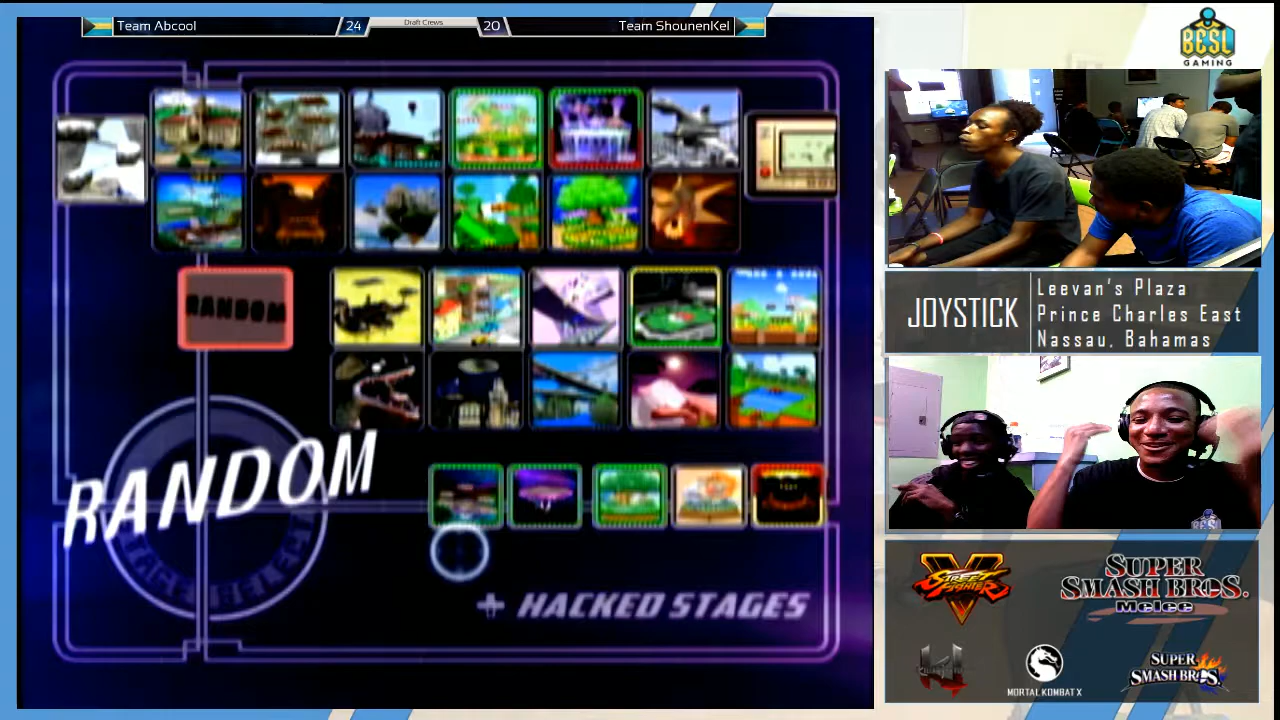 Team Abcool 24 Draft Crews 20 Team ShounenKel
BESL
GAMING
RANDOM
RANDOM
+ HACKED STAGES
JOYSTICK
Leevan's Plaza
Prince Charles East
Nassau, Bahamas
STREET FIGHTER V
SUPER
SMASH BROS.
Melee
MORTAL KOMBAT X
SUPER
SMASH BROS.